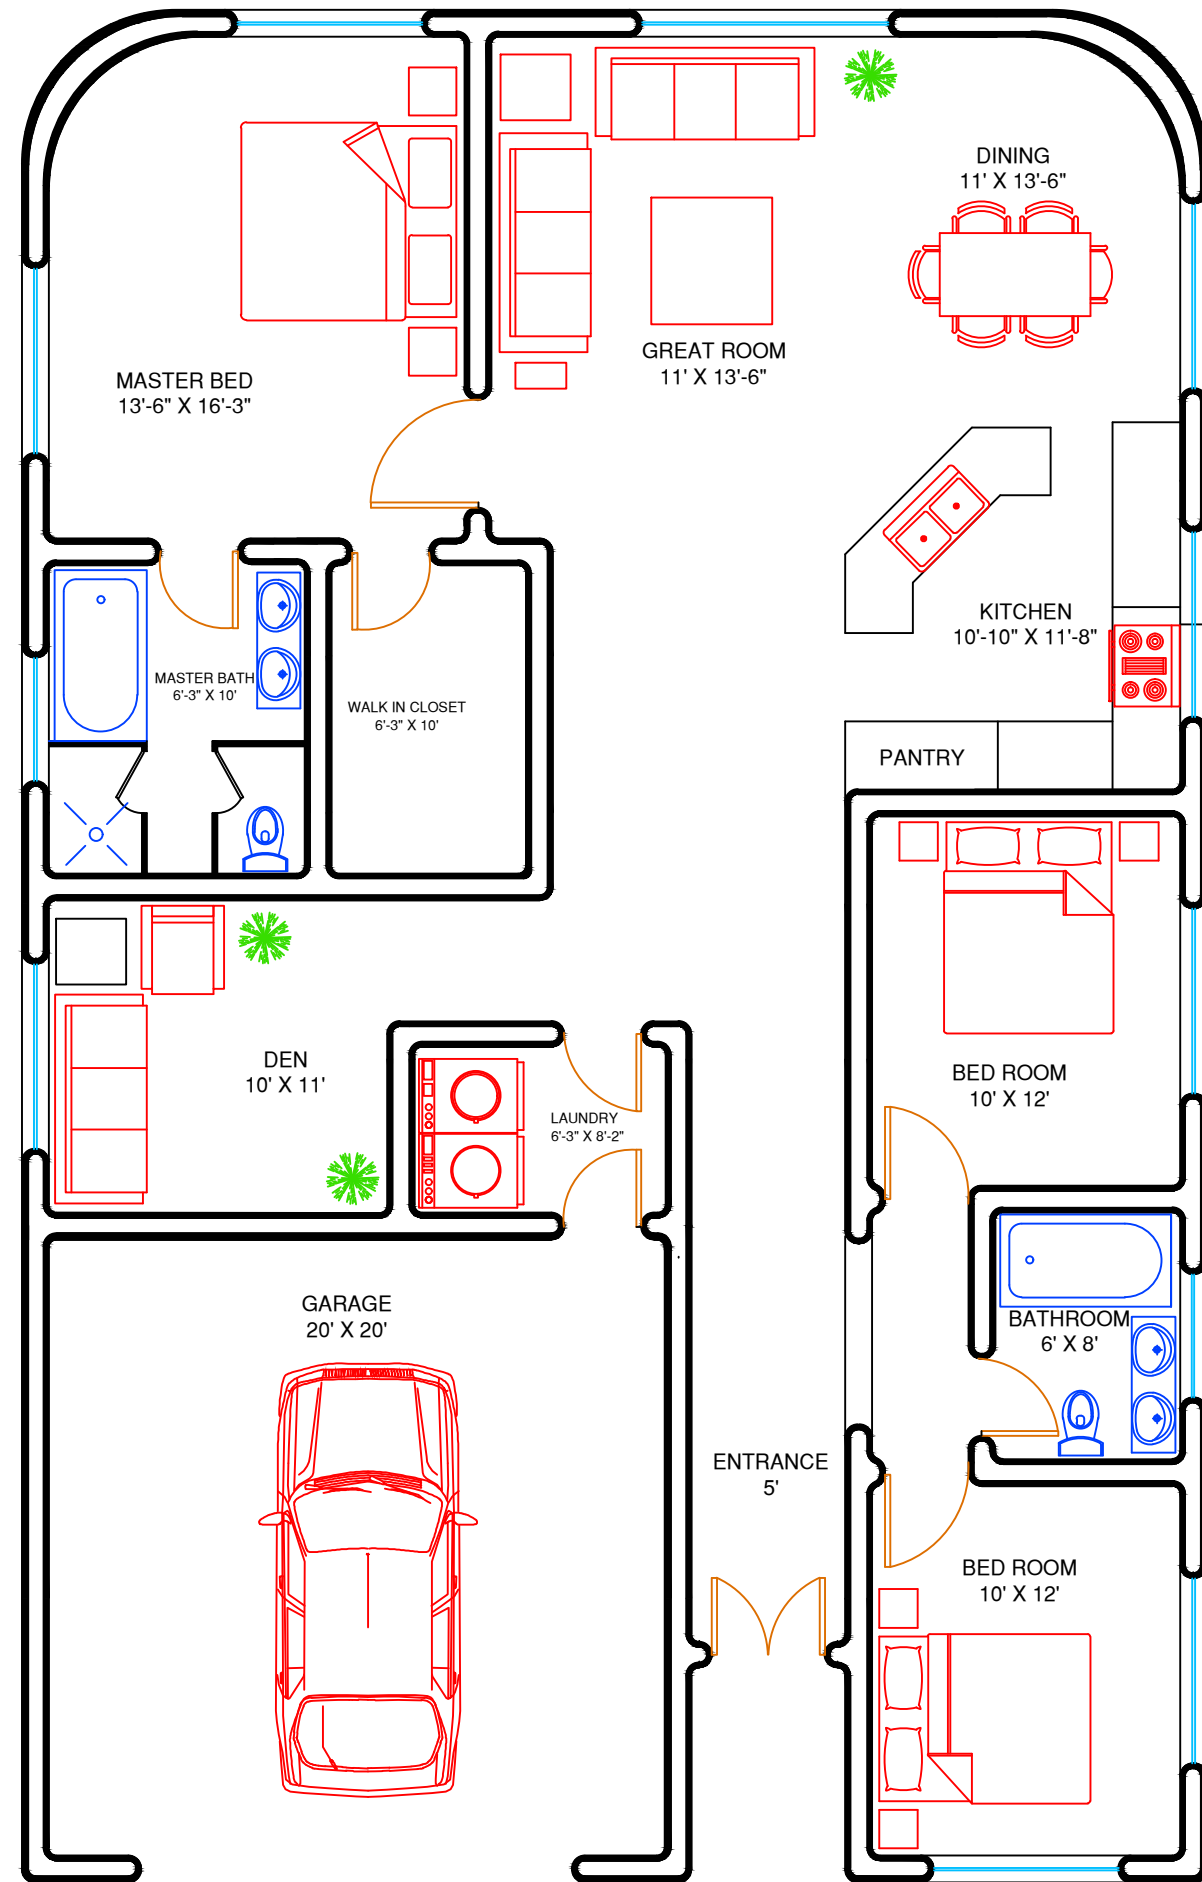 DINING
11' X 13'-6"
GREAT ROOM
11' X 13'-6"
MASTER BED
13'-6" X 16'-3"
KITCHEN
10'-10" X 11'-8"
MASTER BATH
6'-3" X 10'
WALK IN CLOSET
6'-3" X 10'
PANTRY
DEN
10' X 11'
BED ROOM
10' X 12'
LAUNDRY
6'-3" X 8'-2"
GARAGE
20' X 20'
BATHROOM
6' X 8'
ENTRANCE
5'
BED ROOM
10' X 12'